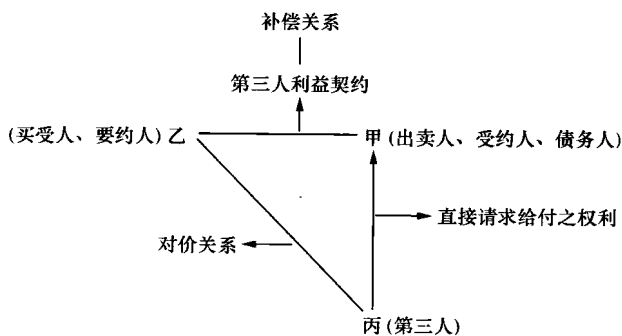 补偿关系
第三人利益契约
(买受人、要约人)乙
甲(出卖人、受约人、债务人)
直接请求给付之权利
对价关系
丙(第三人)